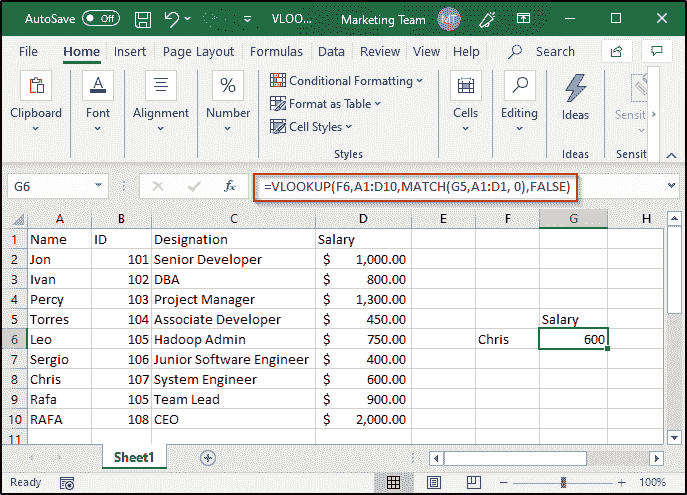 AutoSave Off VLOO... Marketing Team MT
File Home Insert Page Layout Formulas Data Review View Help Search
Clipboard Font Alignment Number Conditional Formatting Format as Table Cell Styles Styles Cells Editing Ideas Ideas Sensit Sensit
G6 fx =VLOOKUP(F6,A1:D10,MATCH(G5,A1:D1, 0),FALSE)
A B C D E F G H
1 Name ID Designation Salary
2 Jon 101 Senior Developer $ 1,000.00
3 Ivan 102 DBA $ 800.00
4 Percy 103 Project Manager $ 1,300.00
5 Torres 104 Associate Developer $ 450.00 Salary
6 Leo 105 Hadoop Admin $ 750.00 Chris 600
7 Sergio 106 Junior Software Engineer $ 400.00
8 Chris 107 System Engineer $ 600.00
9 Rafa 105 Team Lead $ 900.00
10 RAFA 108 CEO $ 2,000.00
11
Sheet1
Ready 100%